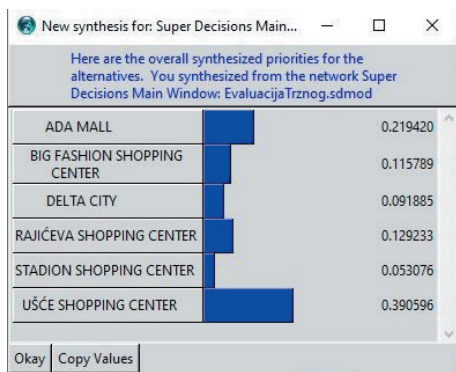 New synthesis for: Super Decisions Main...
Here are the overall synthesized priorities for the
alternatives. You synthesized from the network Super
Decisions Main Window: EvaluacijaTrznog.sdmod
ADA MALL 0.219420
BIG FASHION SHOPPING
CENTER 0.115789
DELTA CITY 0.091885
RAJIĆEVA SHOPPING CENTER 0.129233
STADION SHOPPING CENTER 0.053076
UŠĆE SHOPPING CENTER 0.390596
Okay Copy Values